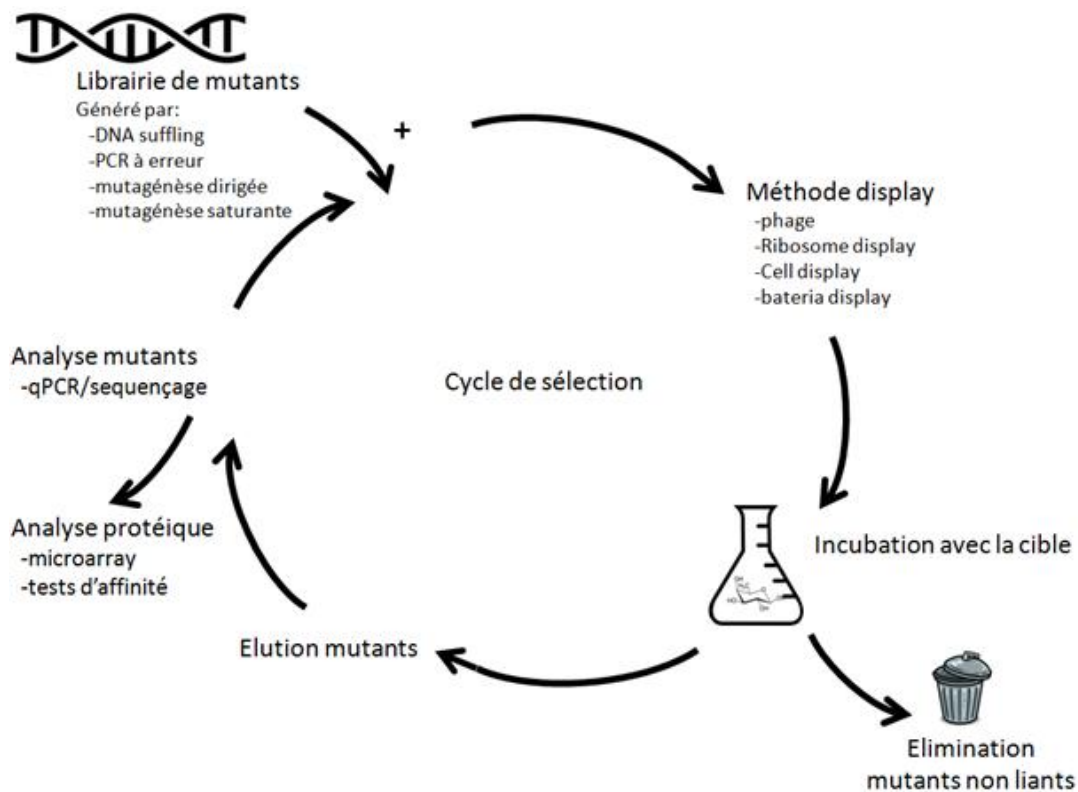 Librairie de mutants
Généré par:
-DNA suffling
-PCR à erreur
-mutagénèse dirigée
-mutagénèse saturante
+
Méthode display
-phage
-Ribosome display
-Cell display
-bateria display
Analyse mutants
-qPCR/sequençage
Cycle de sélection
Analyse protéique
-microarray
-tests d'affinité
Incubation avec la cible
Elution mutants
Elimination
mutants non liants